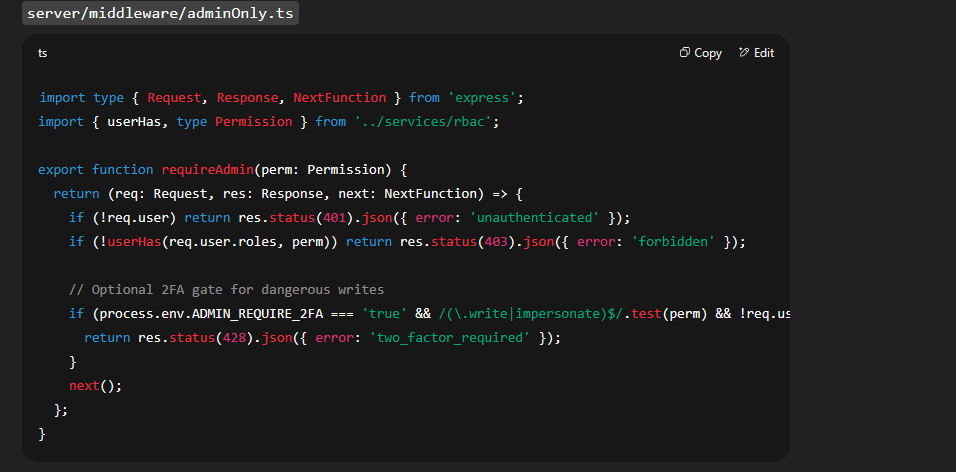 server/middleware/adminOnly.ts
ts Copy Edit
import type { Request, Response, NextFunction } from 'express';
import { userHas, type Permission } from '../services/rbac';
export function requireAdmin(perm: Permission) {
return (req: Request, res: Response, next: NextFunction) => {
if (!req.user) return res.status(401).json({ error: 'unauthenticated' });
if (!userHas(req.user.roles, perm)) return res.status(403).json({ error: 'forbidden' });
// Optional 2FA gate for dangerous writes
if (process.env.ADMIN_REQUIRE_2FA === 'true' && /(\.write|impersonate)$/.test(perm) && !req.us
return res.status(428).json({ error: 'two_factor_required' });
}
next();
};
}